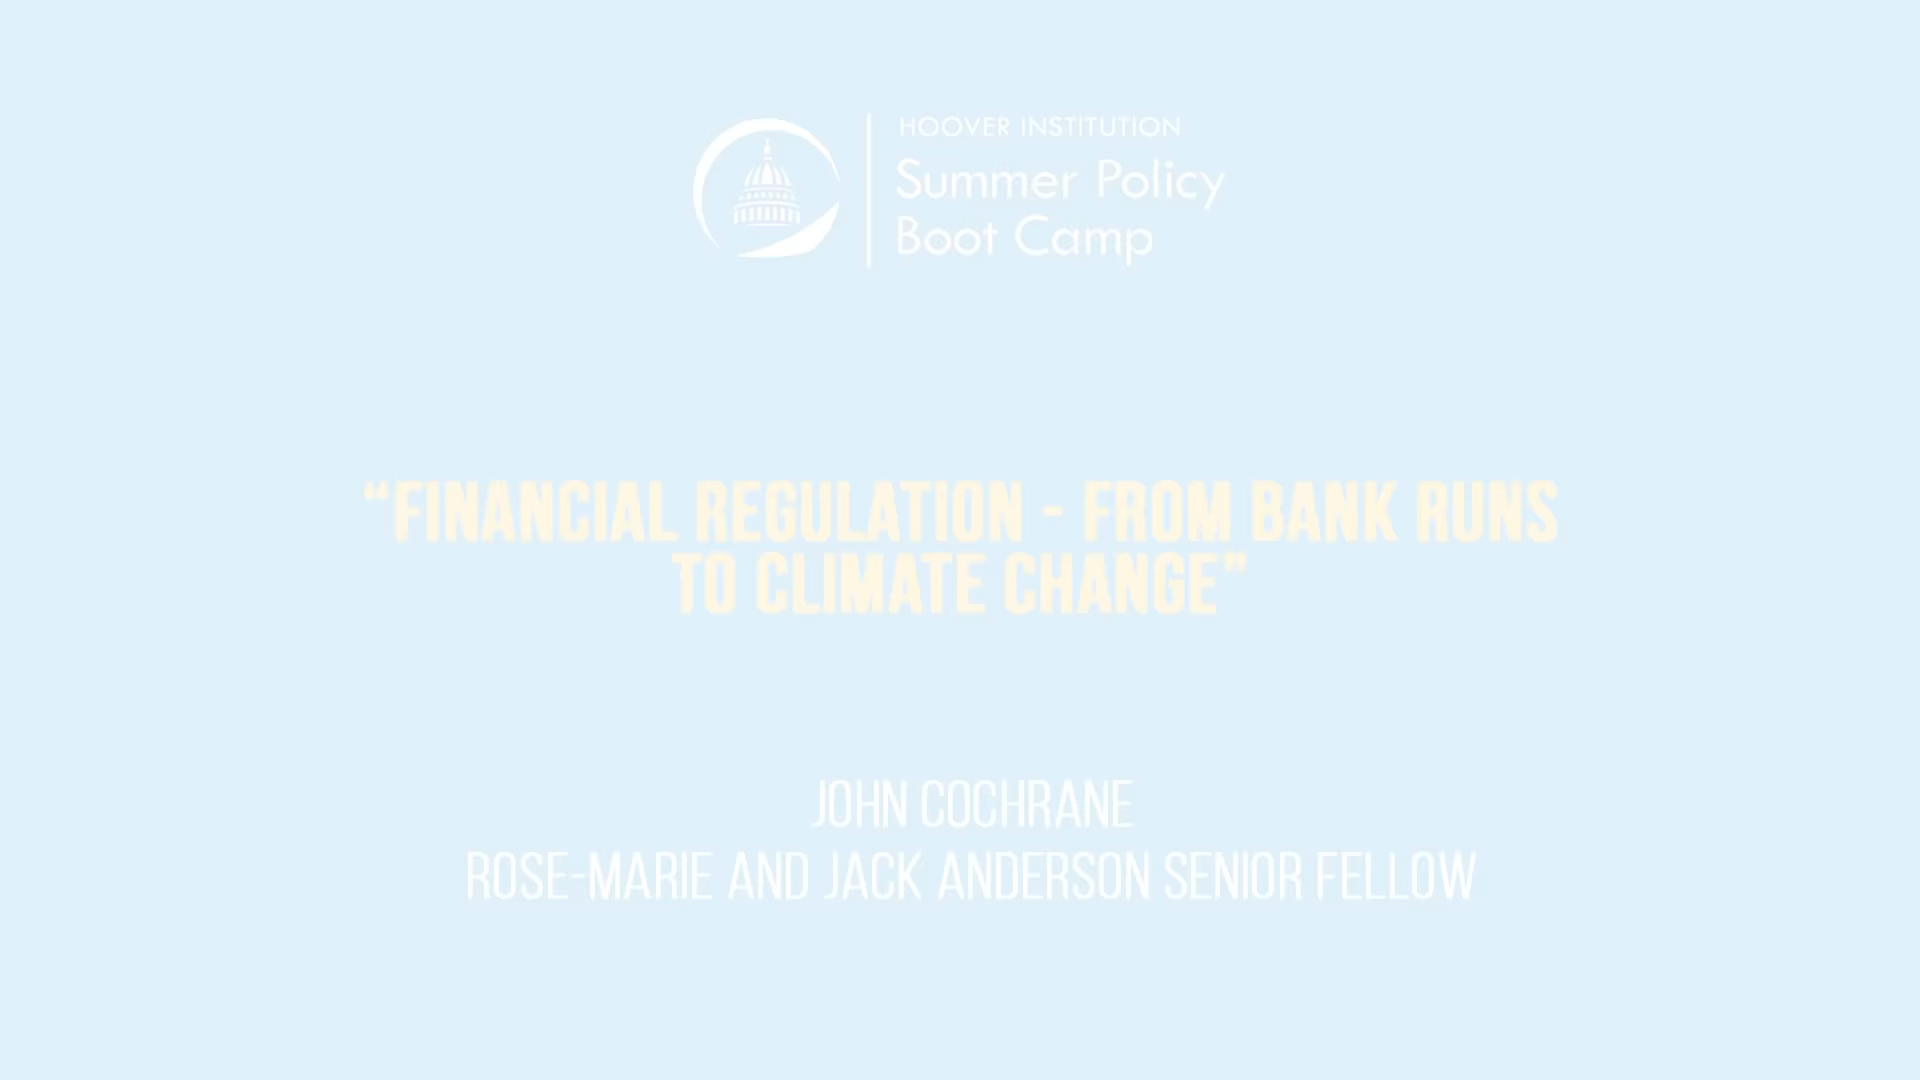 HOOVER INSTITUTION
Summer Policy
Boot Camp
“FINANCIAL REGULATION - FROM BANK RUNS
TO CLIMATE CHANGE”
JOHN COCHRANE
ROSE-MARIE AND JACK ANDERSON SENIOR FELLOW